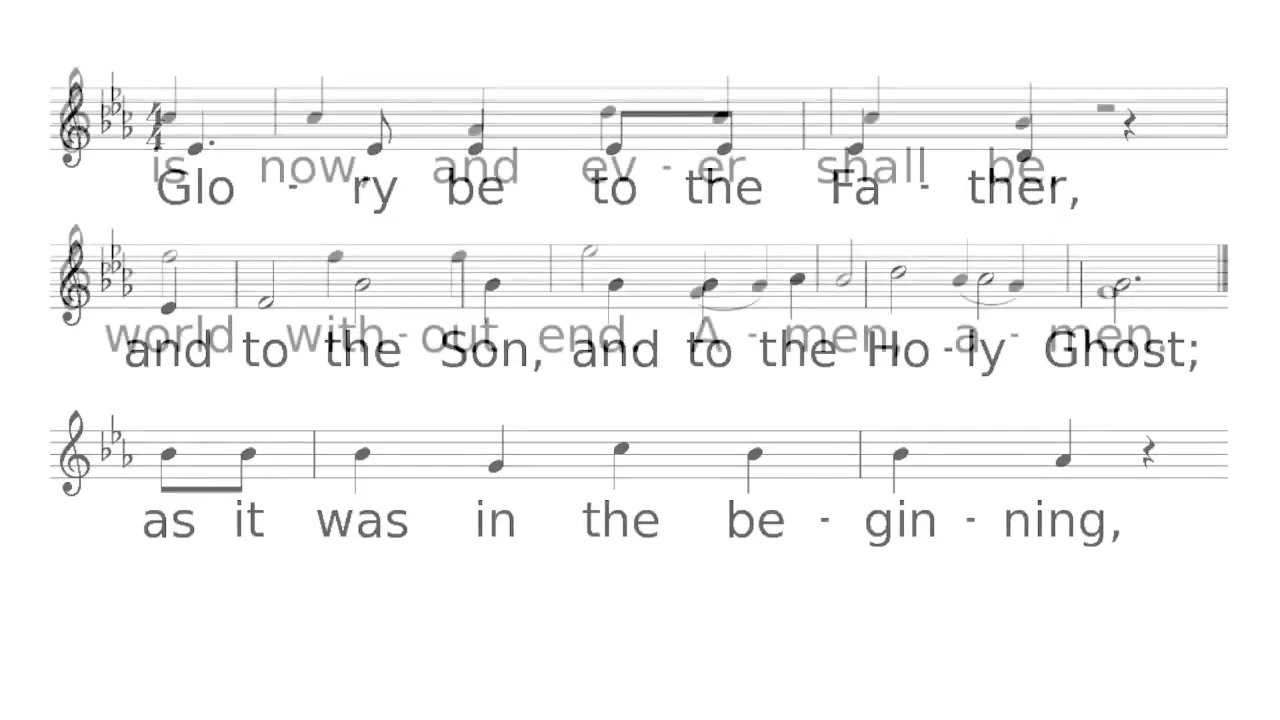 is now, and ev - er shall be,
Glo - ry be to the Fa - ther,
world with - out end. A - men, a - men.
and to the Son, and to the Ho - ly Ghost;
as it was in the be - gin - ning,